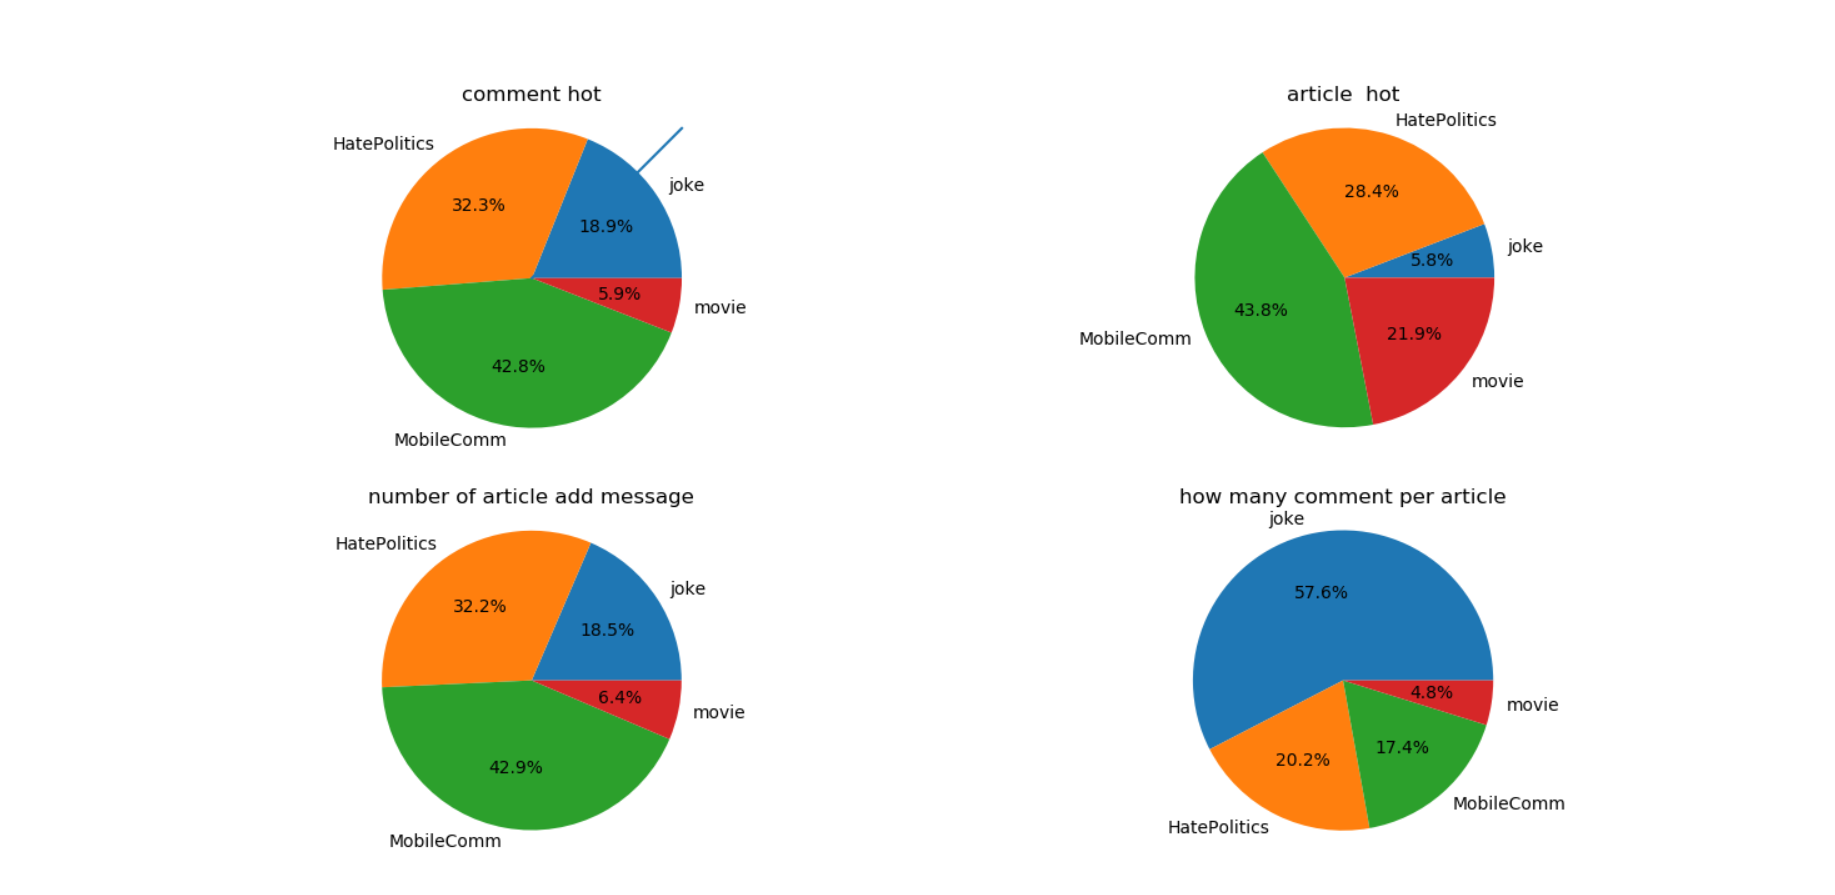 comment hot
HatePolitics
32.3%
joke
18.9%
5.9%
movie
42.8%
MobileComm
article  hot
HatePolitics
28.4%
joke
5.8%
43.8%
MobileComm
21.9%
movie
number of article add message
HatePolitics
32.2%
joke
18.5%
6.4%
movie
42.9%
MobileComm
how many comment per article
joke
57.6%
4.8%
movie
17.4%
20.2%
MobileComm
HatePolitics